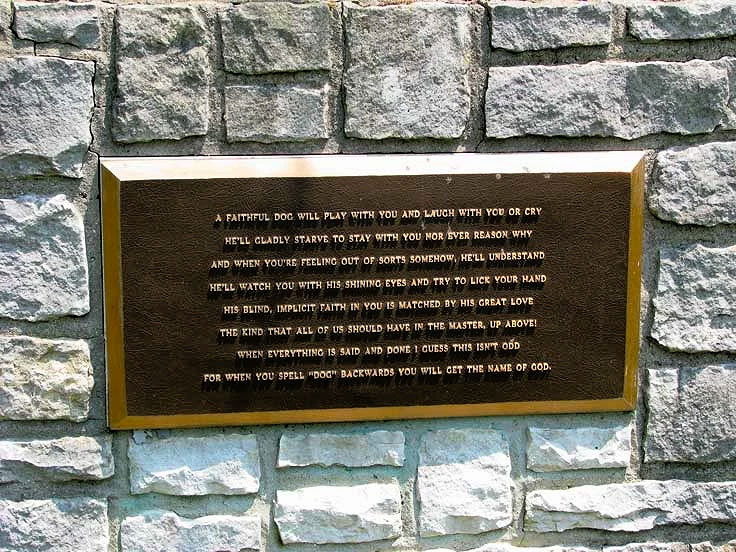 A FAITHFUL DOG WILL PLAY WITH YOU AND LAUGH WITH YOU OR CRY
HE'LL GLADLY STARVE TO STAY WITH YOU NOR EVER REASON WHY
AND WHEN YOU'RE FEELING OUT OF SORTS SOMEHOW, HE'LL UNDERSTAND
HE'LL WATCH YOU WITH HIS SHINING EYES AND TRY TO LICK YOUR HAND
HIS BLIND, IMPLICIT FAITH IN YOU IS MATCHED BY HIS GREAT LOVE
THE KIND THAT ALL OF US SHOULD HAVE IN THE MASTER, UP ABOVE!
WHEN EVERYTHING IS SAID AND DONE I GUESS THIS ISN'T ODD
FOR WHEN YOU SPELL "DOG" BACKWARDS YOU WILL GET THE NAME OF GOD.